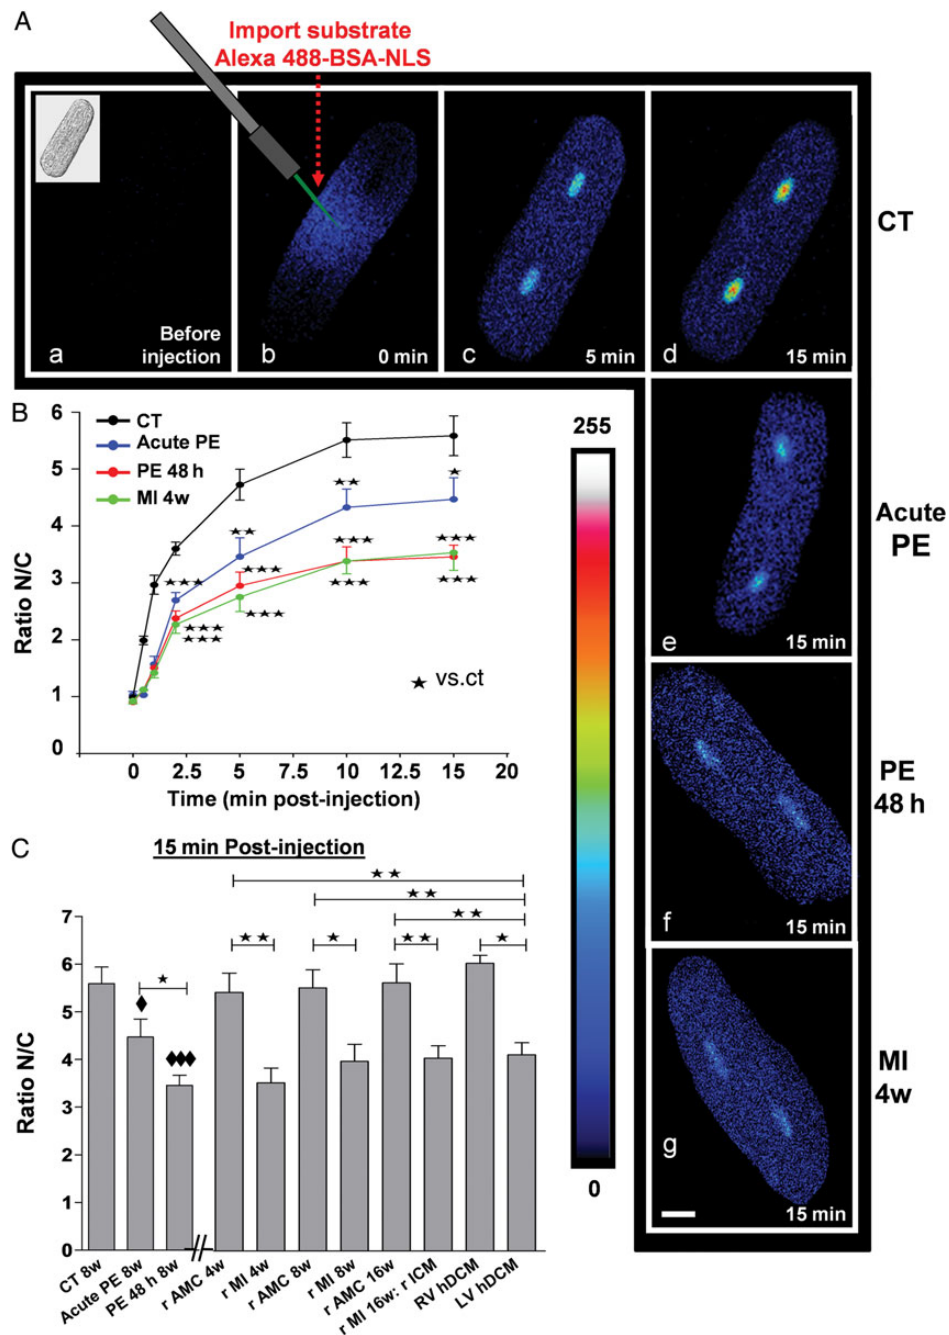 A
Import substrate
Alexa 488-BSA-NLS
a
Before
injection
b
0 min
c
5 min
d
15 min
CT
B
CT
Acute PE
PE 48 h
MI 4w
Ratio N/C
6
5
4
3
2
1
0
★★★
★★
★★
★
★★★
★★★
★★★
★★★
★★★
★★★
★★★
★ vs.ct
0 2.5 5 7.5 10 12.5 15 20
Time (min post-injection)
255
0
e
15 min
Acute
PE
f
15 min
PE
48 h
g
15 min
MI
4w
C
15 min Post-injection
Ratio N/C
7
6
5
4
3
2
1
0
★★
★★
★★
★
★★
★
★★
★
♦
♦♦♦
CT 8w
Acute PE 8w
PE 48 h 8w
r AMC 4w
r MI 4w
r AMC 8w
r MI 8w
r AMC 16w
r MI 16w: r ICM
RV hDCM
LV hDCM